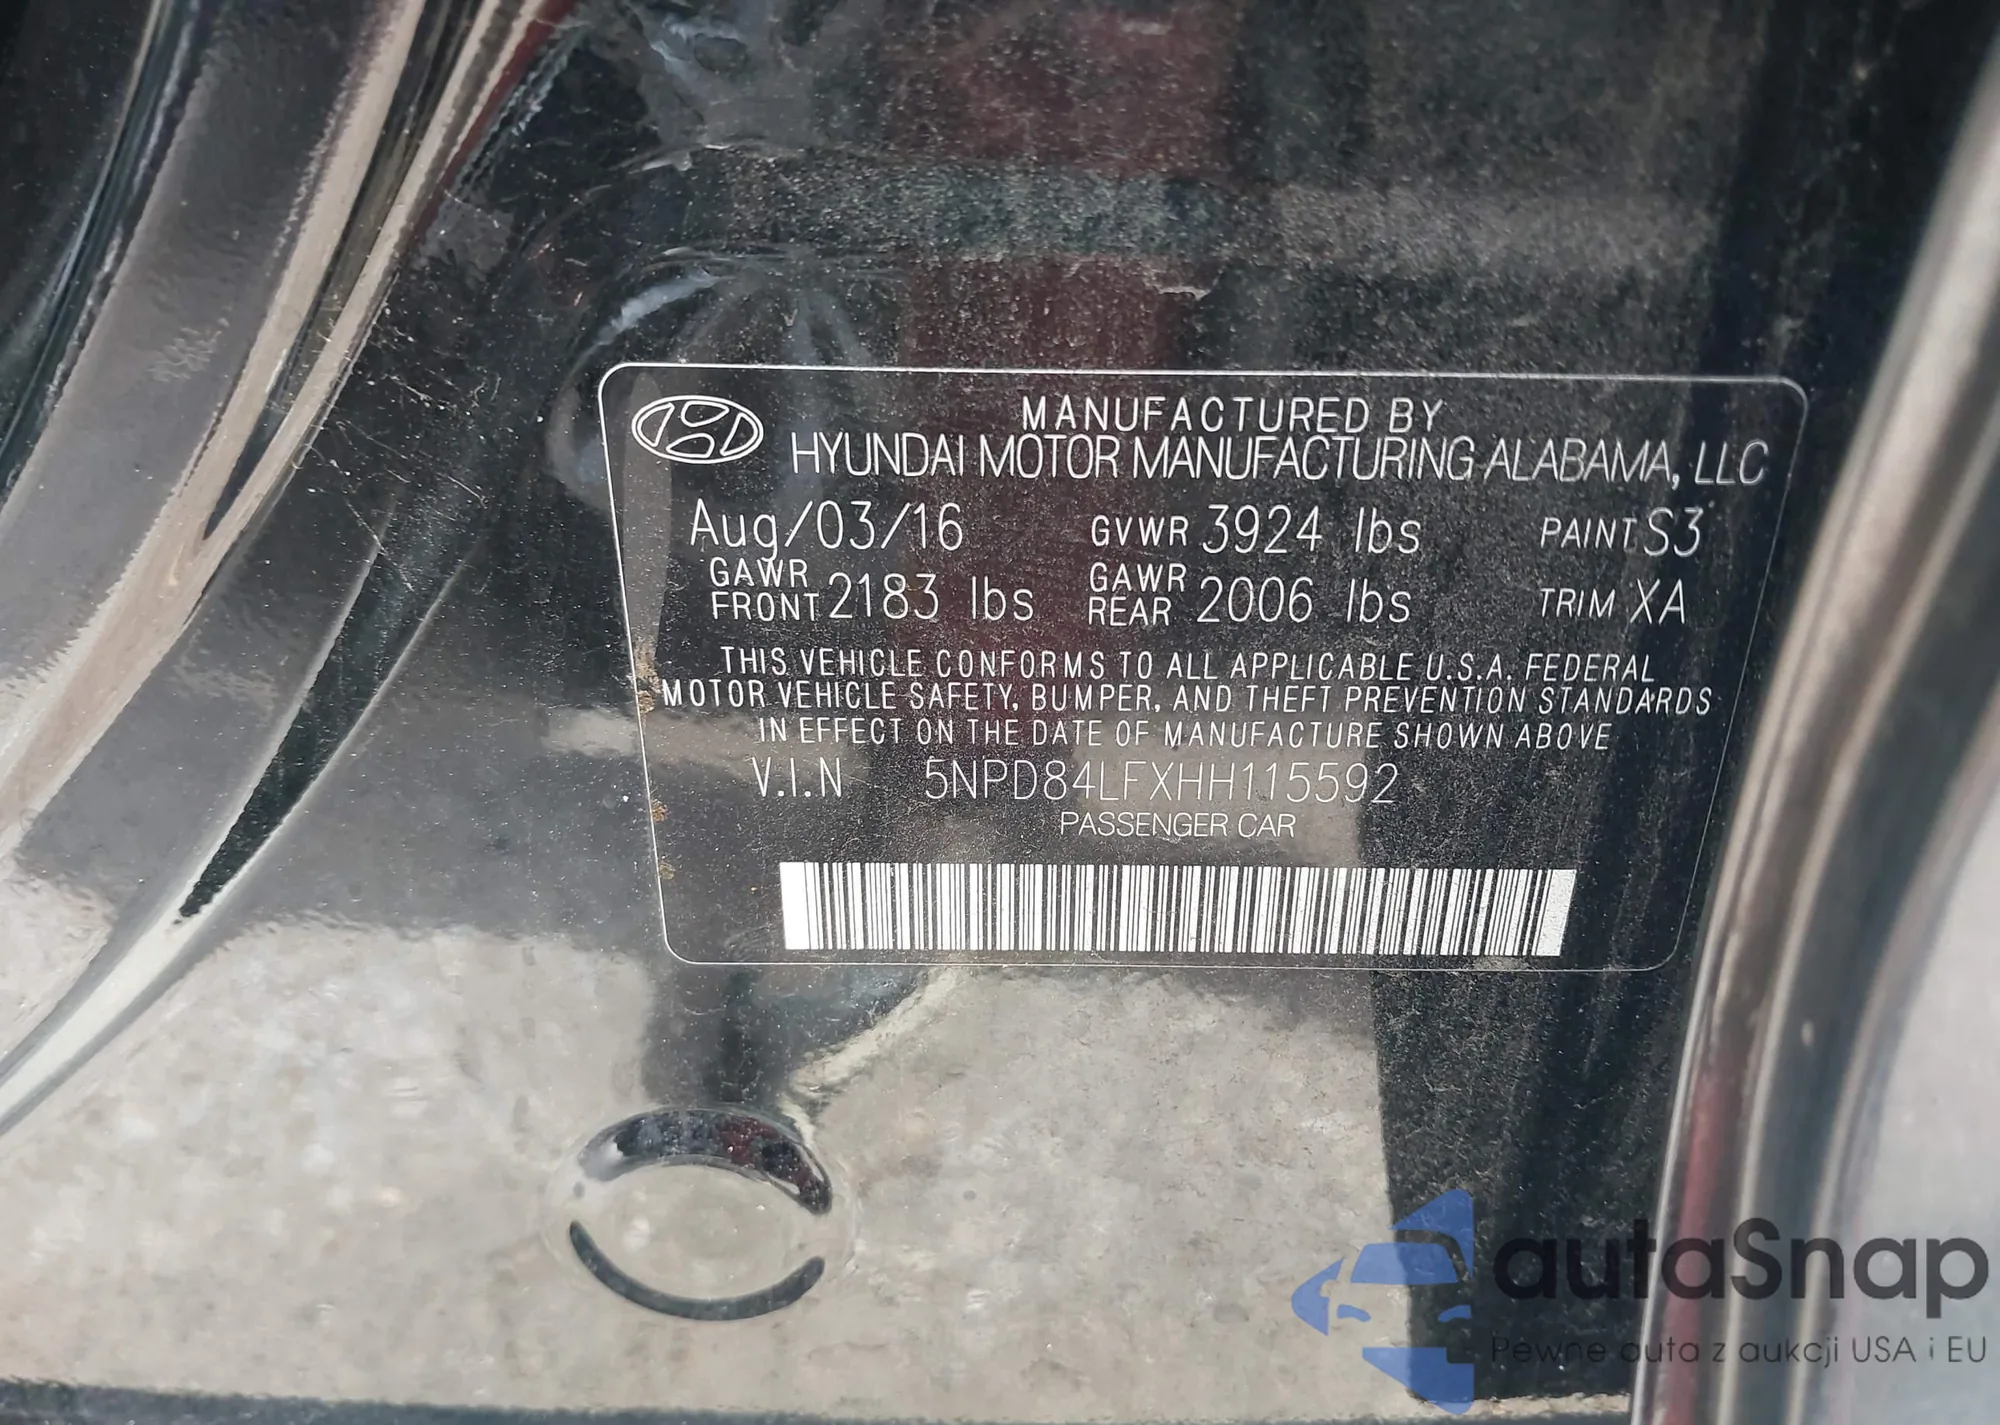 MANUFACTURED BY
HYUNDAI MOTOR MANUFACTURING ALABAMA, LLC
Aug/03/16 GVWR 3924 lbs PAINT S3
GAWR FRONT 2183 lbs GAWR REAR 2006 lbs TRIM XA
THIS VEHICLE CONFORMS TO ALL APPLICABLE U.S.A. FEDERAL
MOTOR VEHICLE SAFETY, BUMPER, AND THEFT PREVENTION STANDARDS
IN EFFECT ON THE DATE OF MANUFACTURE SHOWN ABOVE
V.I.N 5NPD84LFXHH115592
PASSENGER CAR
autaSnap
Pewne auta z aukcji USA i EU